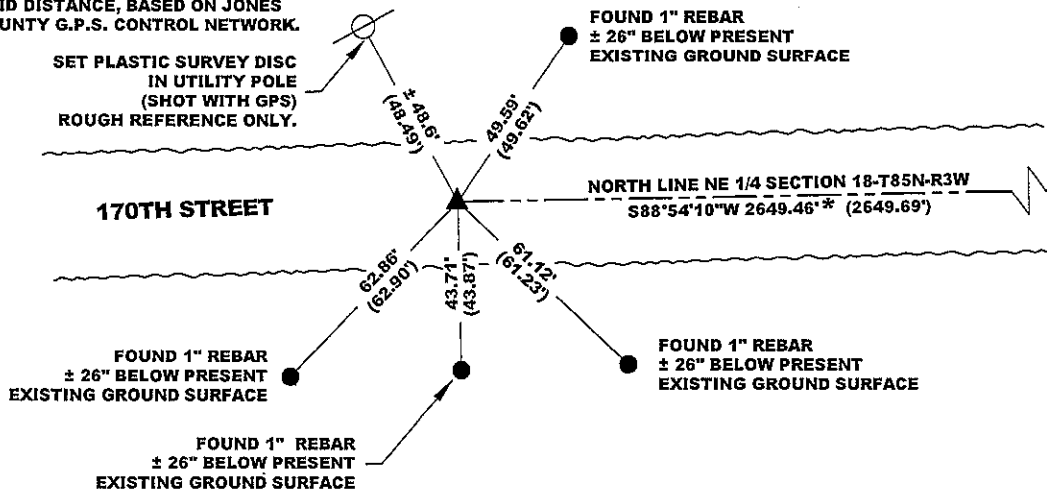 ID DISTANCE, BASED ON JONES
UNTY G.P.S. CONTROL NETWORK.
SET PLASTIC SURVEY DISC
IN UTILITY POLE
(SHOT WITH GPS)
ROUGH REFERENCE ONLY.
FOUND 1" REBAR
± 26" BELOW PRESENT
EXISTING GROUND SURFACE
± 48.6'
(48.49')
49.59'
(49.62')
170TH STREET
NORTH LINE NE 1/4 SECTION 18-T85N-R3W
S88°54'10"W 2649.46'* (2649.69')
62.86'
(62.90')
43.71'
(43.87')
61.12'
(61.23')
FOUND 1" REBAR
± 26" BELOW PRESENT
EXISTING GROUND SURFACE
FOUND 1" REBAR
± 26" BELOW PRESENT
EXISTING GROUND SURFACE
FOUND 1" REBAR
± 26" BELOW PRESENT
EXISTING GROUND SURFACE